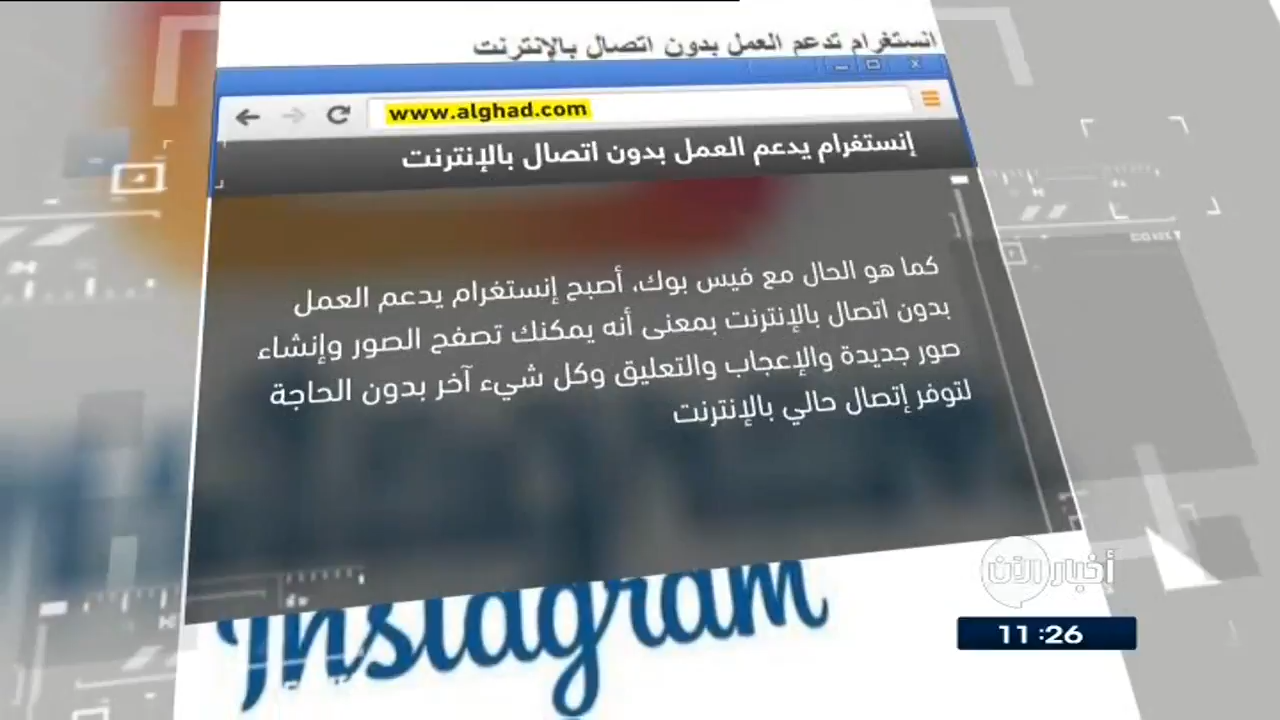 انستغرام تدعم العمل بدون اتصال بالإنترنت
www.alghad.com
إنستغرام يدعم العمل بدون اتصال بالإنترنت
كما هو الحال مع فيس بوك، أصبح إنستغرام يدعم العمل
بدون اتصال بالإنترنت بمعنى أنه يمكنك تصفح الصور وإنشاء
صور جديدة والإعجاب والتعليق وكل شيء آخر بدون الحاجة
لتوفر إتصال حالي بالإنترنت
Instagram
أخبار الآن
11:26